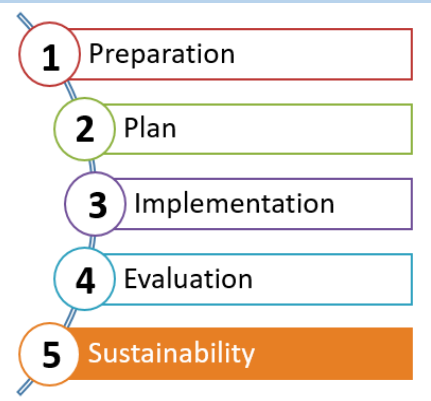 1 Preparation
2 Plan
3 Implementation
4 Evaluation
5 Sustainability